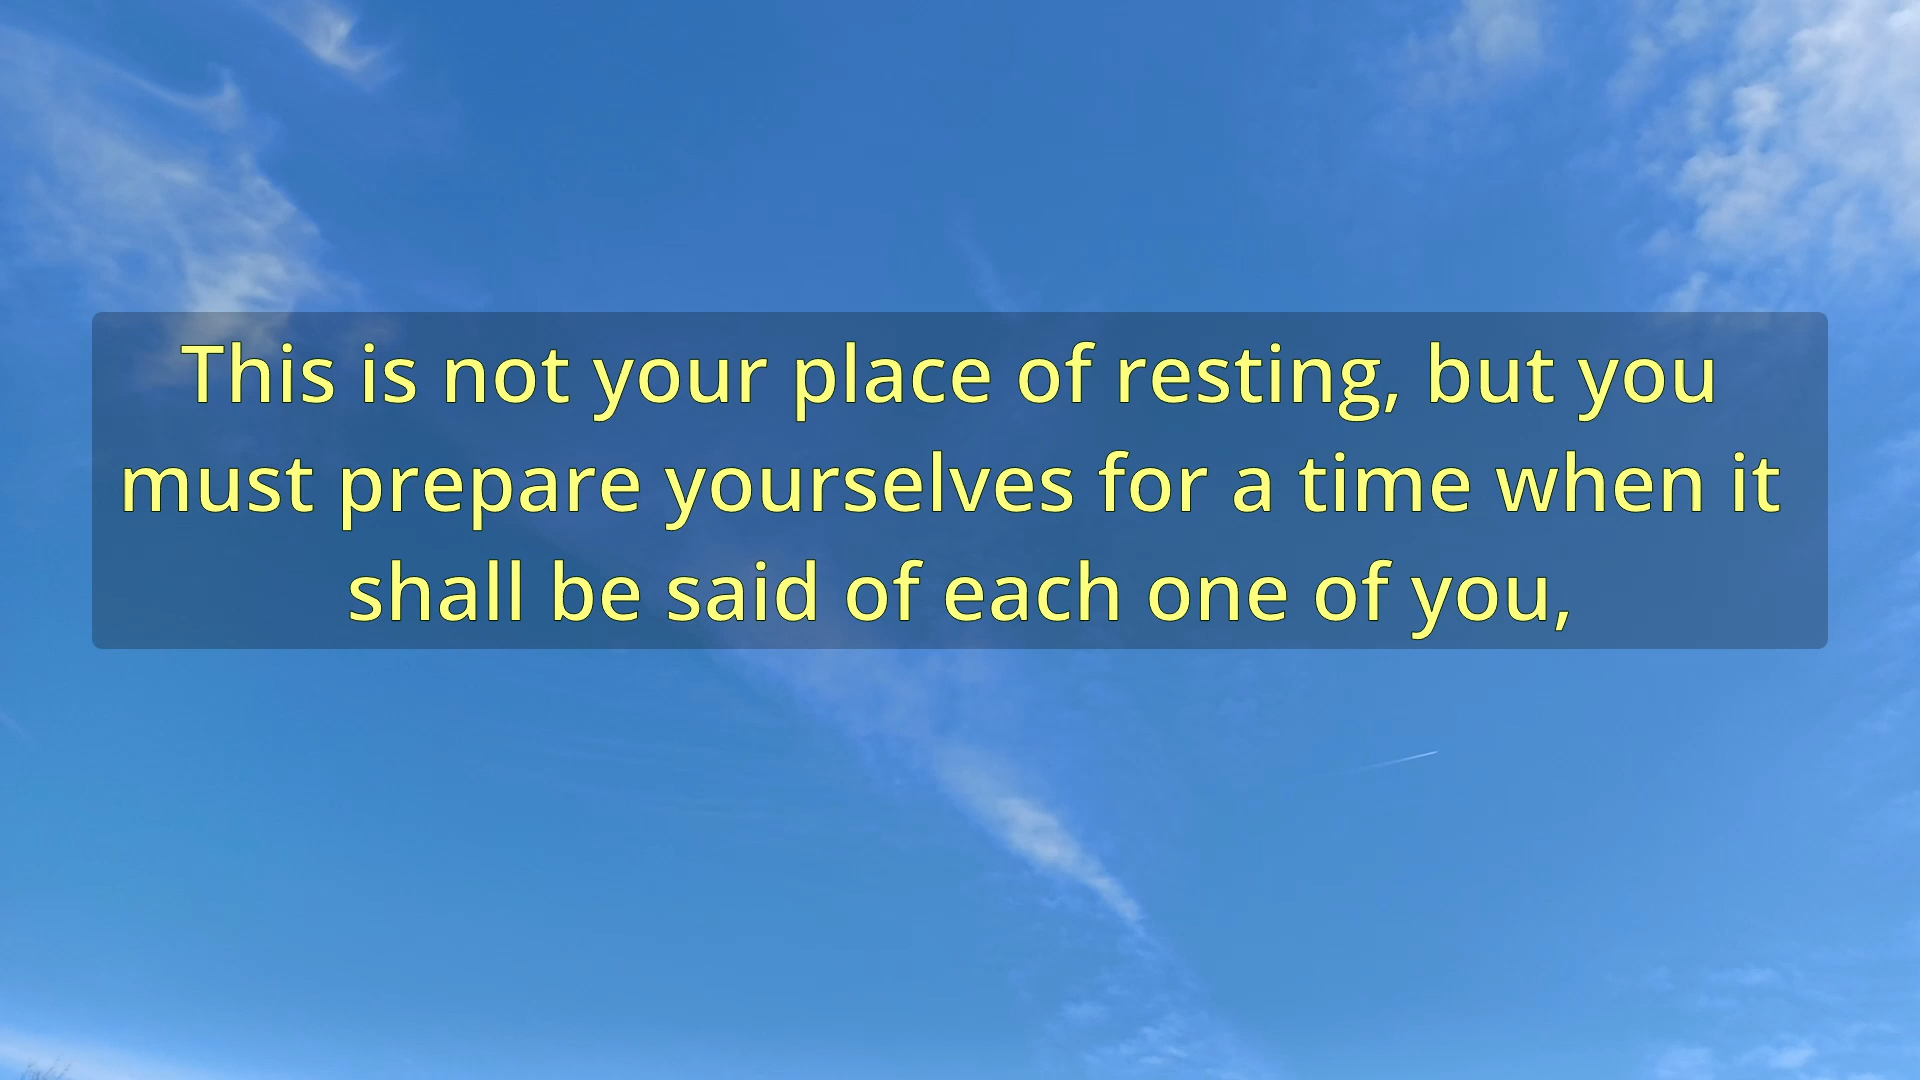 This is not your place of resting, but you
must prepare yourselves for a time when it
shall be said of each one of you,